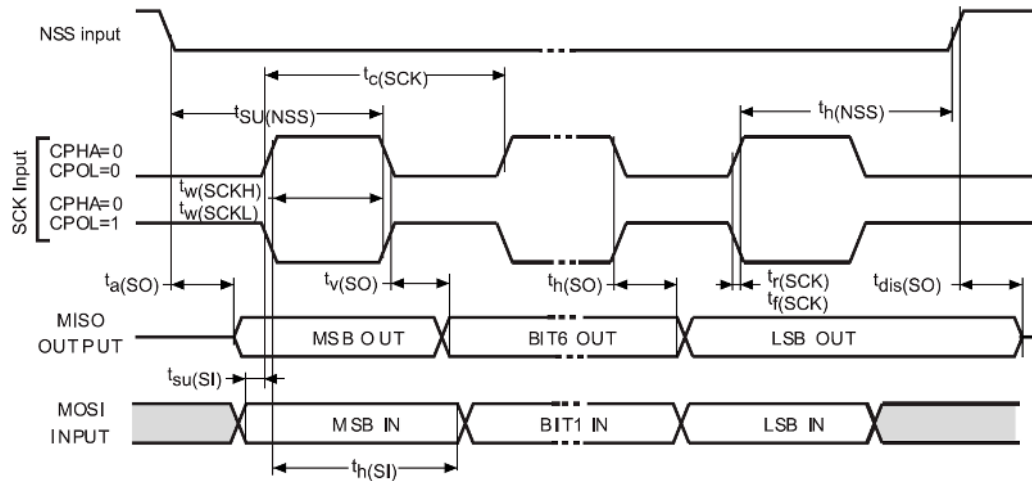 NSS input
tc(SCK)
tSU(NSS)
th(NSS)
SCK Input
CPHA=0
CPOL=0
tw(SCKH)
CPHA=0
tw(SCKL)
CPOL=1
ta(SO)
tv(SO)
th(SO)
tr(SCK)
tf(SCK)
tdis(SO)
MISO
OUTPUT
MSB OUT
BIT6 OUT
LSB OUT
tsu(SI)
MOSI
INPUT
MSB IN
BIT1 IN
LSB IN
th(SI)